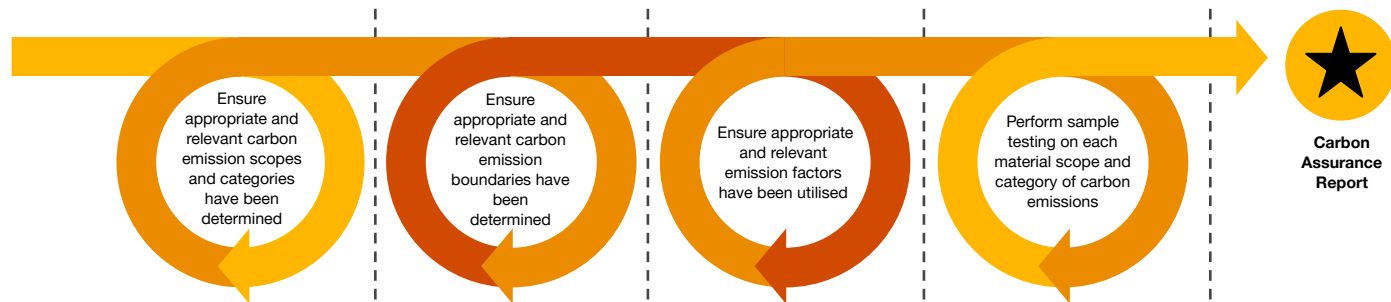 Ensure
appropriate and
relevant carbon
emission scopes
and categories
have been
determined
Ensure
appropriate and
relevant carbon
emission
boundaries have
been
determined
Ensure appropriate
and relevant
emission factors
have been utilised
Perform sample
testing on each
material scope and
category of carbon
emissions
Carbon
Assurance
Report